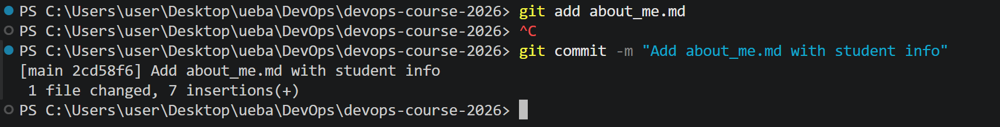 PS C:\Users\user\Desktop\ueba\DevOps\devops-course-2026> git add about_me.md
PS C:\Users\user\Desktop\ueba\DevOps\devops-course-2026> ^C
PS C:\Users\user\Desktop\ueba\DevOps\devops-course-2026> git commit -m "Add about_me.md with student info"
[main 2cd58f6] Add about_me.md with student info
 1 file changed, 7 insertions(+)
PS C:\Users\user\Desktop\ueba\DevOps\devops-course-2026>